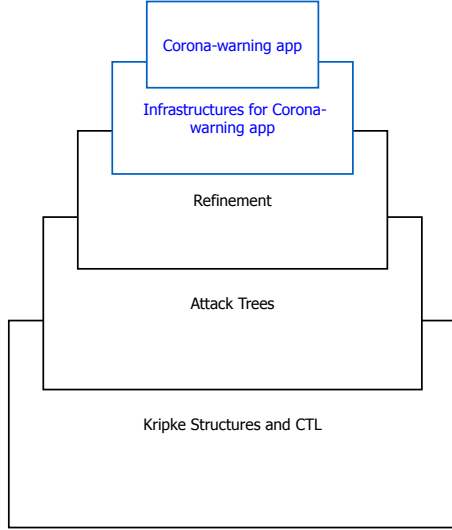 Corona-warning app
Infrastructures for Corona-
warning app
Refinement
Attack Trees
Kripke Structures and CTL